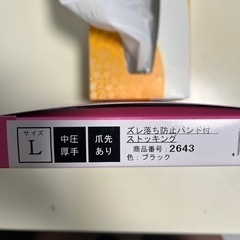 サイズ
L
中圧
厚手
爪先
あり
ズレ落ち防止バンド付
ストッキング
商品番号:2643
色:ブラック